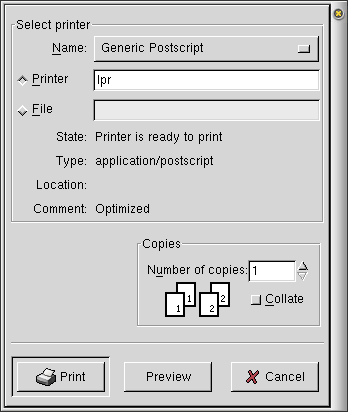 Select printer
Name: Generic Postscript
Printer lpr
File
State: Printer is ready to print
Type: application/postscript
Location:
Comment: Optimized
Copies
Number of copies: 1
1 1 2 2
Collate
Print Preview Cancel